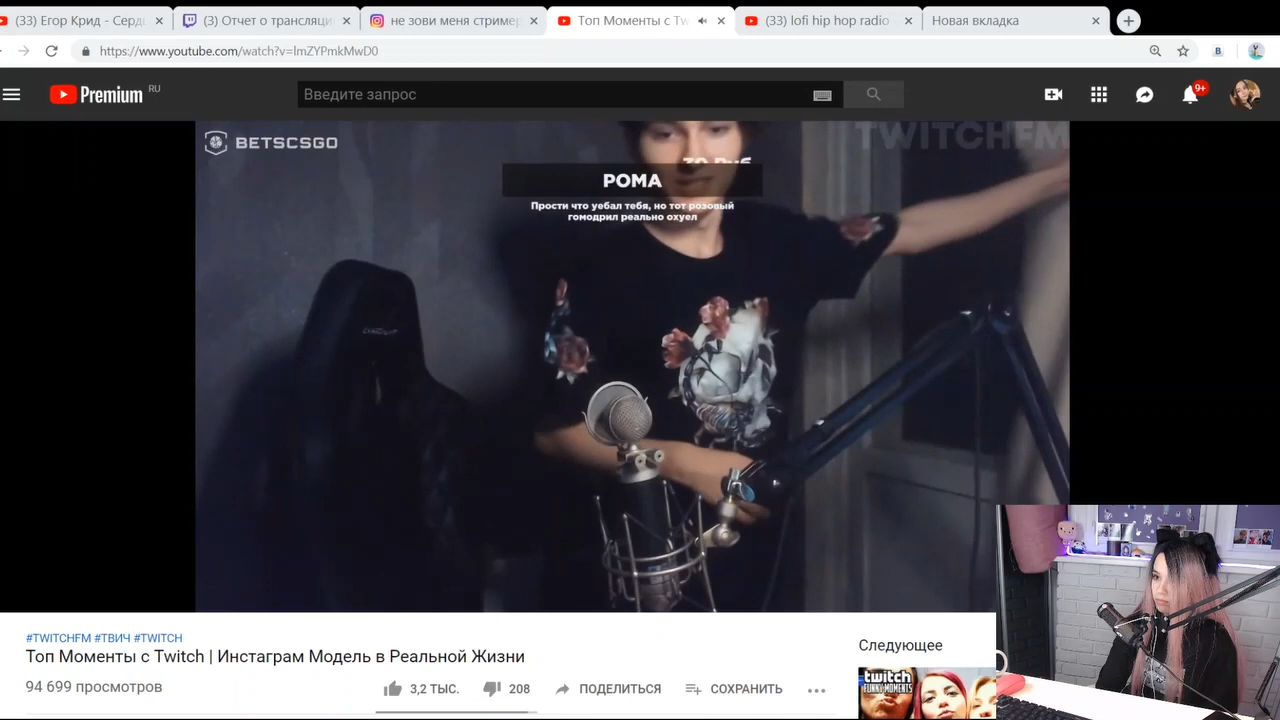 (33) Егор Крид - Сердц
(3) Отчет о трансляци
не зови меня стример
Топ Моменты с Tw
(33) lofi hip hop radio
Новая вкладка
https://www.youtube.com/watch?v=lmZYPmkMwD0
Premium RU
Введите запрос
9+
BETSCSGO
TWITCHFM
РОМА
Прости что уебал тебя, но тот розовый
гомодрил реально охуел
#TWITCHFM #ТВИЧ #TWITCH
Топ Моменты с Twitch | Инстаграм Модель в Реальной Жизни
94 699 просмотров
3,2 ТЫС.
208
ПОДЕЛИТЬСЯ
СОХРАНИТЬ
Следующее
twitch
FUNNY MOMENTS